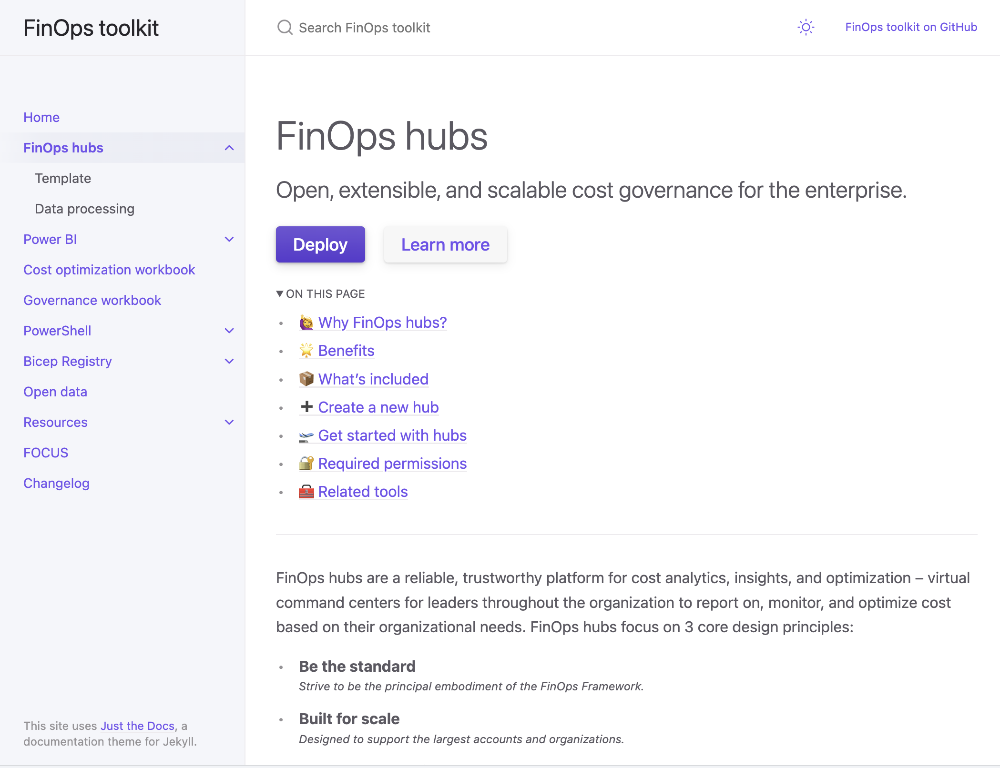 FinOps toolkit
Search FinOps toolkit
FinOps toolkit on GitHub
Home
FinOps hubs
Template
Data processing
Power BI
Cost optimization workbook
Governance workbook
PowerShell
Bicep Registry
Open data
Resources
FOCUS
Changelog
This site uses Just the Docs, a
documentation theme for Jekyll.
FinOps hubs
Open, extensible, and scalable cost governance for the enterprise.
Deploy
Learn more
ON THIS PAGE
Why FinOps hubs?
Benefits
What’s included
Create a new hub
Get started with hubs
Required permissions
Related tools
FinOps hubs are a reliable, trustworthy platform for cost analytics, insights, and optimization – virtual
command centers for leaders throughout the organization to report on, monitor, and optimize cost
based on their organizational needs. FinOps hubs focus on 3 core design principles:
Be the standard
Strive to be the principal embodiment of the FinOps Framework.
Built for scale
Designed to support the largest accounts and organizations.